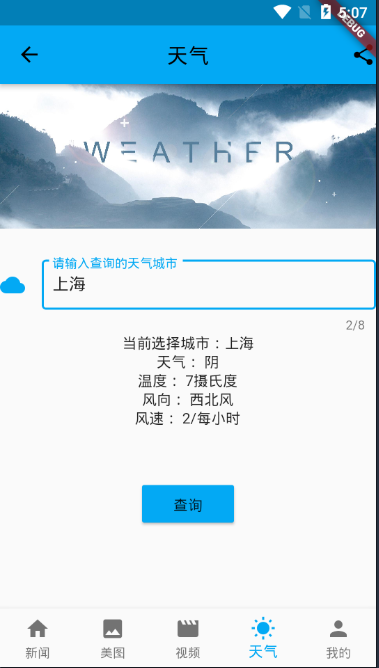 5:07
DEBUG
天气
WEATHER
请输入查询的天气城市
上海
2/8
当前选择城市：上海
天气： 阴
温度： 7摄氏度
风向： 西北风
风速： 2/每小时
查询
新闻 美图 视频 天气 我的